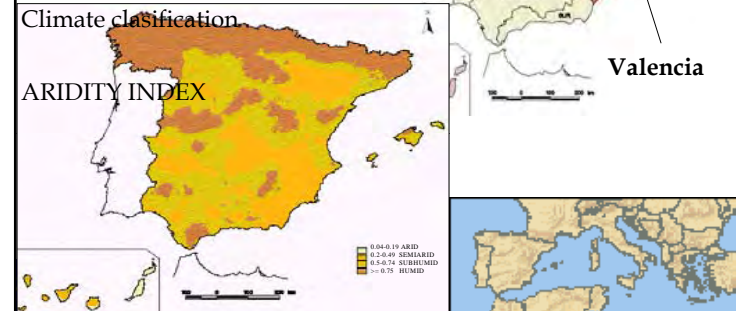 Climate clasification
ARIDITY INDEX
0.04-0.19 ARID
0.2-0.49 SEMIARID
0.5-0.74 SUBHUMID
>= 0.75 HUMID
Valencia